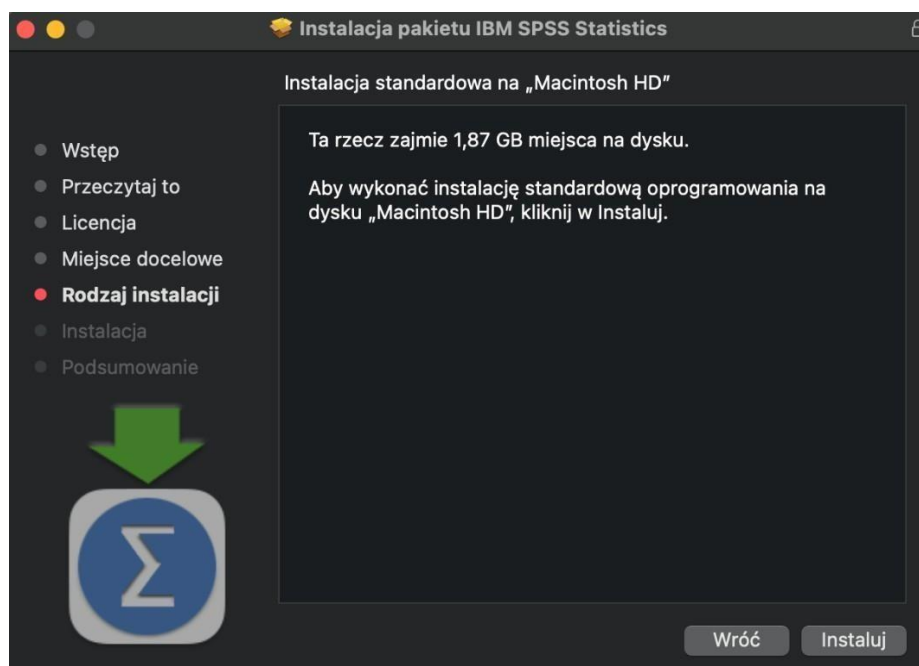 Instalacja pakietu IBM SPSS Statistics
Instalacja standardowa na „Macintosh HD”
Wstęp
Przeczytaj to
Licencja
Miejsce docelowe
Rodzaj instalacji
Instalacja
Podsumowanie
Ta rzecz zajmie 1,87 GB miejsca na dysku.
Aby wykonać instalację standardową oprogramowania na
dysku „Macintosh HD”, kliknij w Instaluj.
Σ
Wróć
Instaluj